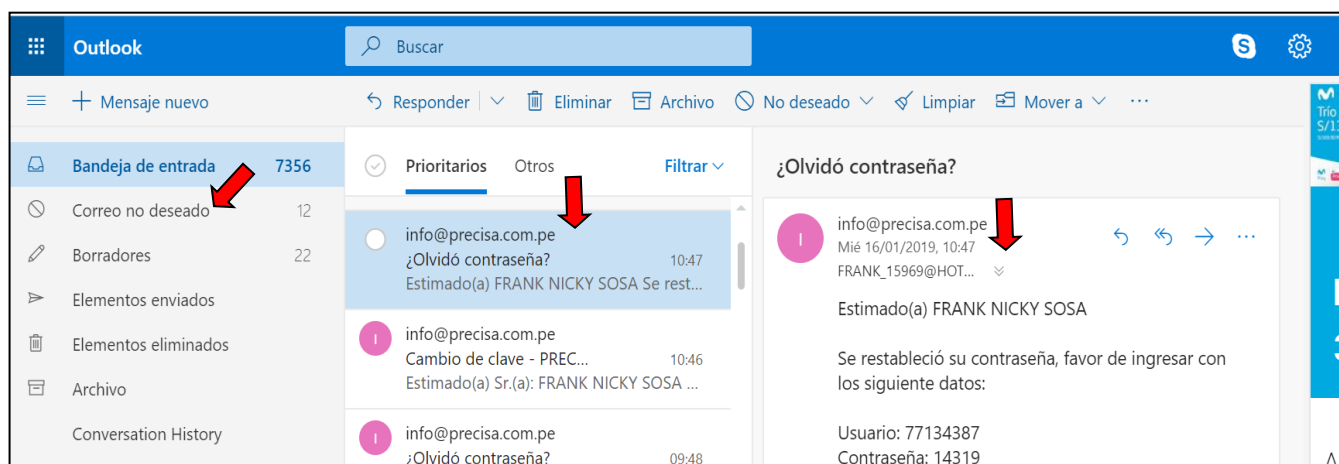 Outlook
Buscar
Mensaje nuevo
Responder
Eliminar
Archivo
No deseado
Limpiar
Mover a
Trío
Bandeja de entrada 7356
Correo no deseado 12
Borradores 22
Elementos enviados
Elementos eliminados
Archivo
Conversation History
Prioritarios Otros Filtrar
info@precisa.com.pe
¿Olvidó contraseña? 10:47
Estimado(a) FRANK NICKY SOSA Se rest...
I
info@precisa.com.pe
Cambio de clave - PREC... 10:46
Estimado(a) Sr.(a): FRANK NICKY SOSA ...
I
info@precisa.com.pe
¿Olvidó contraseña? 09:48
¿Olvidó contraseña?
I
info@precisa.com.pe
Mié 16/01/2019, 10:47
FRANK_15969@HOT...
Estimado(a) FRANK NICKY SOSA
Se restableció su contraseña, favor de ingresar con
los siguiente datos:
Usuario: 77134387
Contraseña: 14319